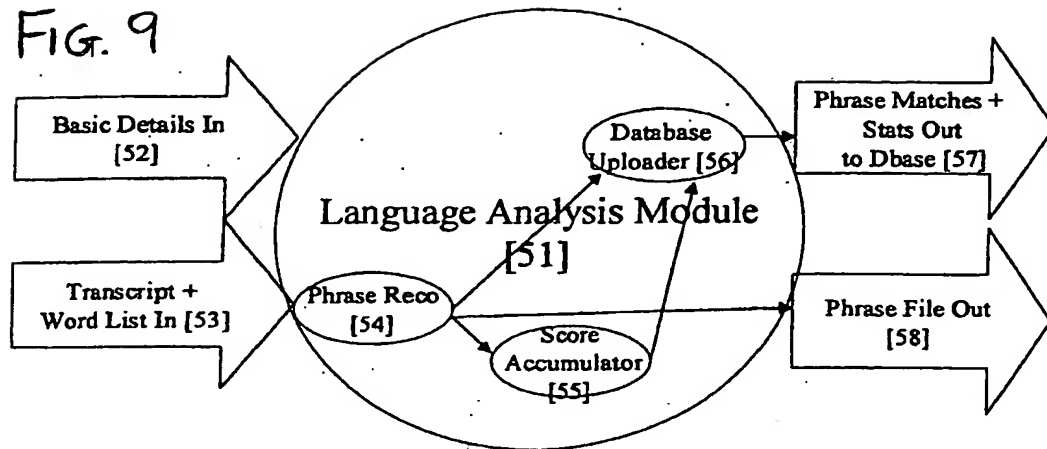 FIG. 9
Basic Details In
[52]
Transcript +
Word List In [53]
Language Analysis Module
[51]
Phrase Reco
[54]
Score
Accumulator
[55]
Database
Uploader [56]
Phrase Matches +
Stats Out
to Dbase [57]
Phrase File Out
[58]